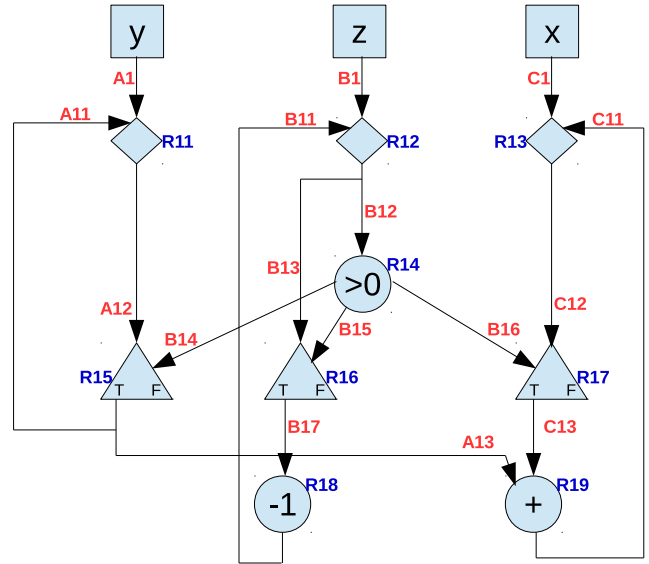 y z x
A1 B1 C1
A11 B11 C11
R11 R12 R13
B12
B13 R14
>0
A12 C12
B14 B15 B16
R15 R16 R17
T F T F T F
B17 C13
A13
R18 R19
-1 +